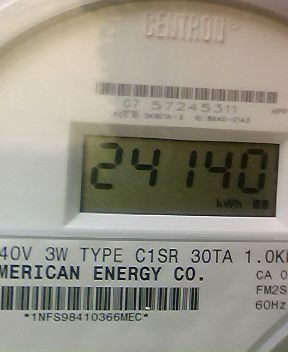 CENTRON®
07 57245311
24140
kWh
40V 3W TYPE C1SR 30TA 1.0K
MERICAN ENERGY CO.
CA 0
FM2S
60Hz
*1NFS98410366MEC*